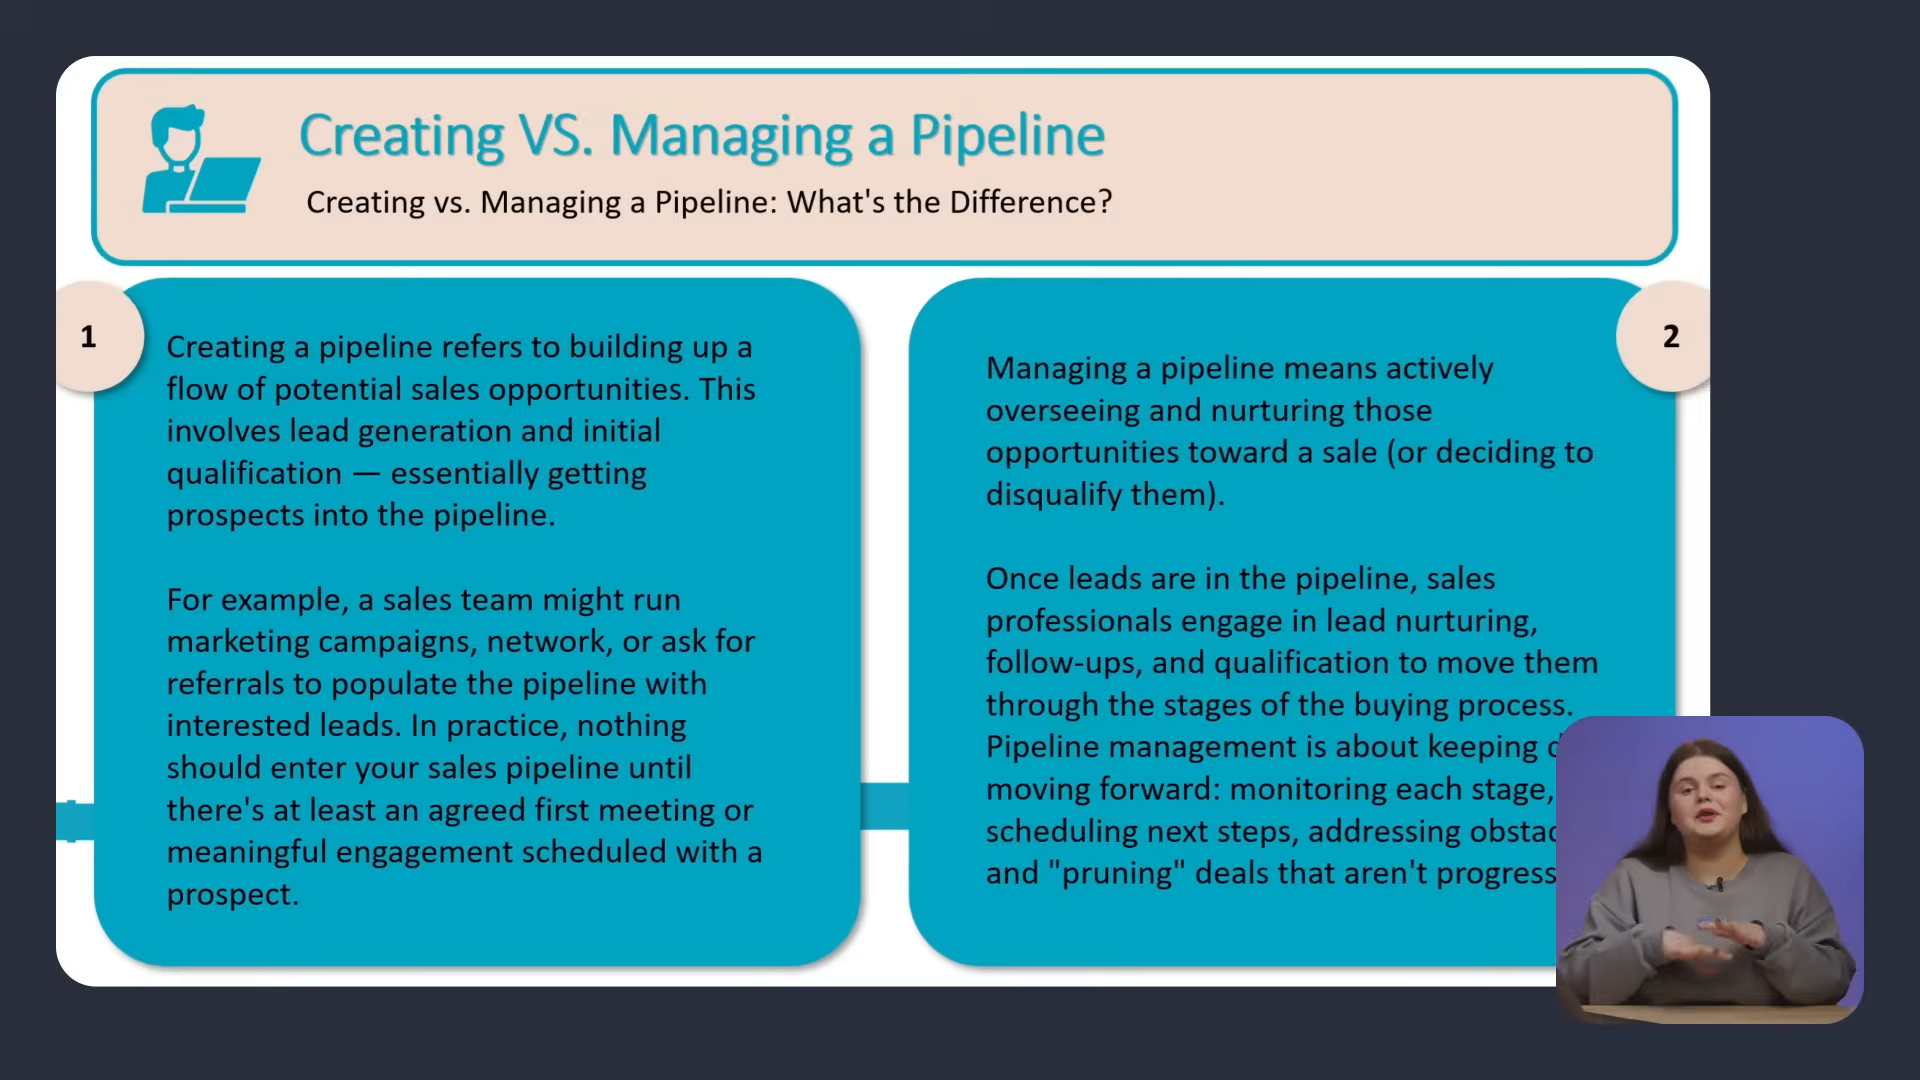 Creating VS. Managing a Pipeline
Creating vs. Managing a Pipeline: What's the Difference?
1
Creating a pipeline refers to building up a
flow of potential sales opportunities. This
involves lead generation and initial
qualification — essentially getting
prospects into the pipeline.
For example, a sales team might run
marketing campaigns, network, or ask for
referrals to populate the pipeline with
interested leads. In practice, nothing
should enter your sales pipeline until
there's at least an agreed first meeting or
meaningful engagement scheduled with a
prospect.
2
Managing a pipeline means actively
overseeing and nurturing those
opportunities toward a sale (or deciding to
disqualify them).
Once leads are in the pipeline, sales
professionals engage in lead nurturing,
follow-ups, and qualification to move them
through the stages of the buying process.
Pipeline management is about keeping
moving forward: monitoring each stage,
scheduling next steps, addressing
and "pruning" deals that aren't